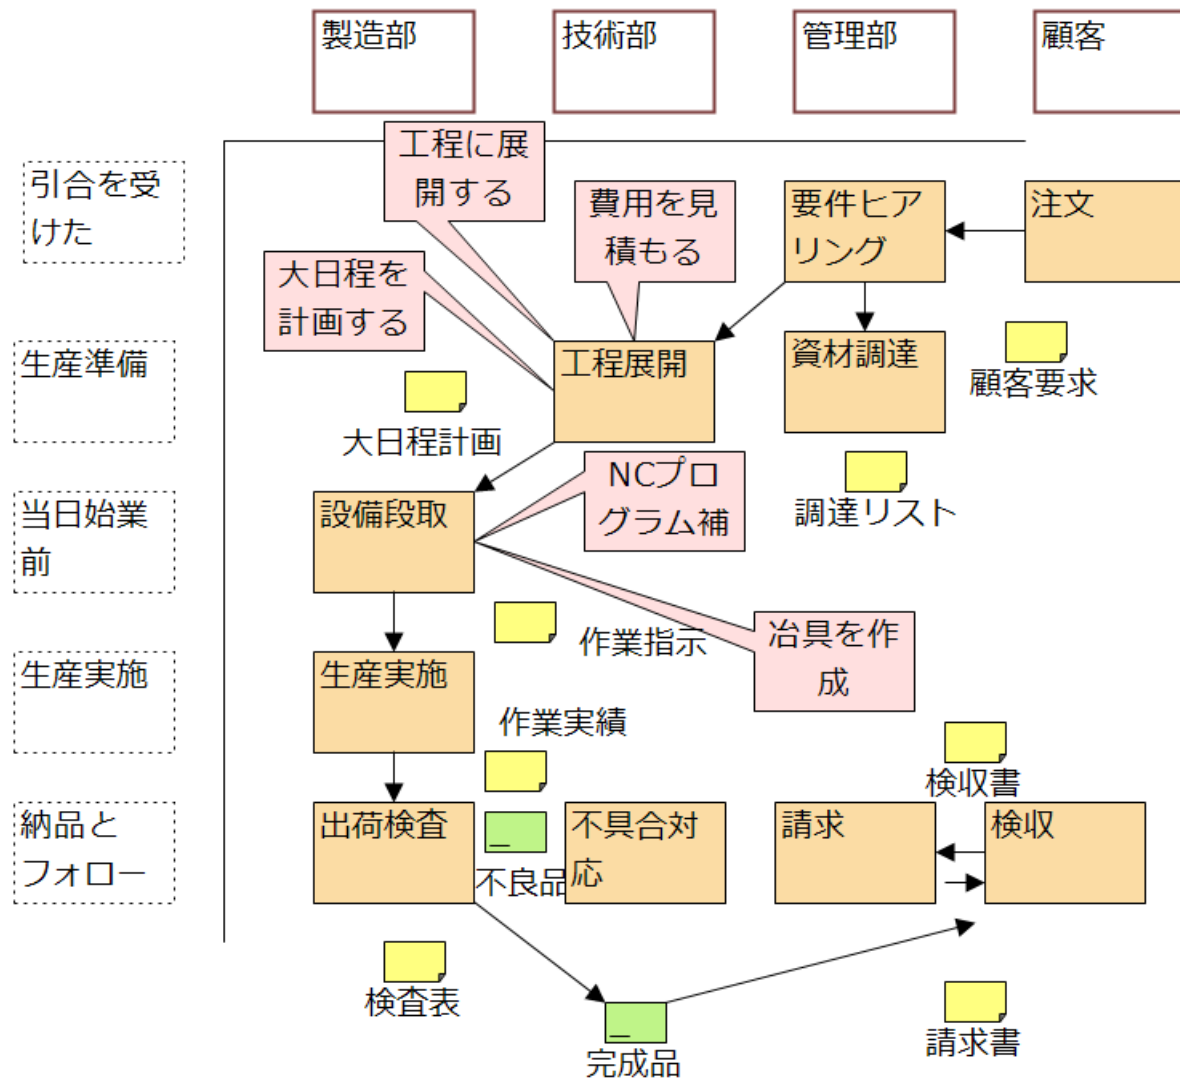 製造部
技術部
管理部
顧客
引合を受
けた
工程に展
開する
費用を見
積もる
要件ヒア
リング
注文
大日程を
計画する
生産準備
工程展開
資材調達
顧客要求
大日程計画
当日始業
前
設備段取
NCプロ
グラム補
調達リスト
生産実施
生産実施
作業指示
冶具を作
成
作業実績
検収書
納品と
フォロー
出荷検査
不良品
不具合対
応
請求
検収
検査表
完成品
請求書